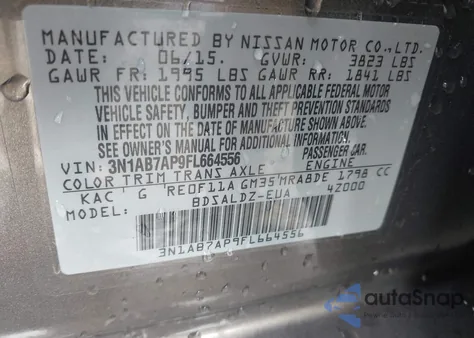 MANUFACTURED BY NISSAN MOTOR CO., LTD.
DATE: 06/15. GVWR: 3823 LBS
GAWR FR: 1995 LBS GAWR RR: 1841 LBS
THIS VEHICLE CONFORMS TO ALL APPLICABLE FEDERAL MOTOR
VEHICLE SAFETY, BUMPER AND THEFT PREVENTION STANDARDS
IN EFFECT ON THE DATE OF MANUFACTURE SHOWN ABOVE.
SEE OWNER'S MANUAL FOR ADDITIONAL INFORMATION.
VIN: 3N1AB7AP9FL664556 PASSENGER CAR
COLOR TRIM TRANS AXLE ENGINE
KAC G RE0F11A GM35 MRA8DE 1798 CC
MODEL: BDSALDZ-EUA 42000
3N1AB7AP9FL664556
autoSnap